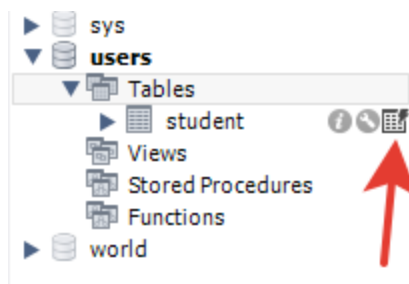 sys
users
Tables
student
Views
Stored Procedures
Functions
world